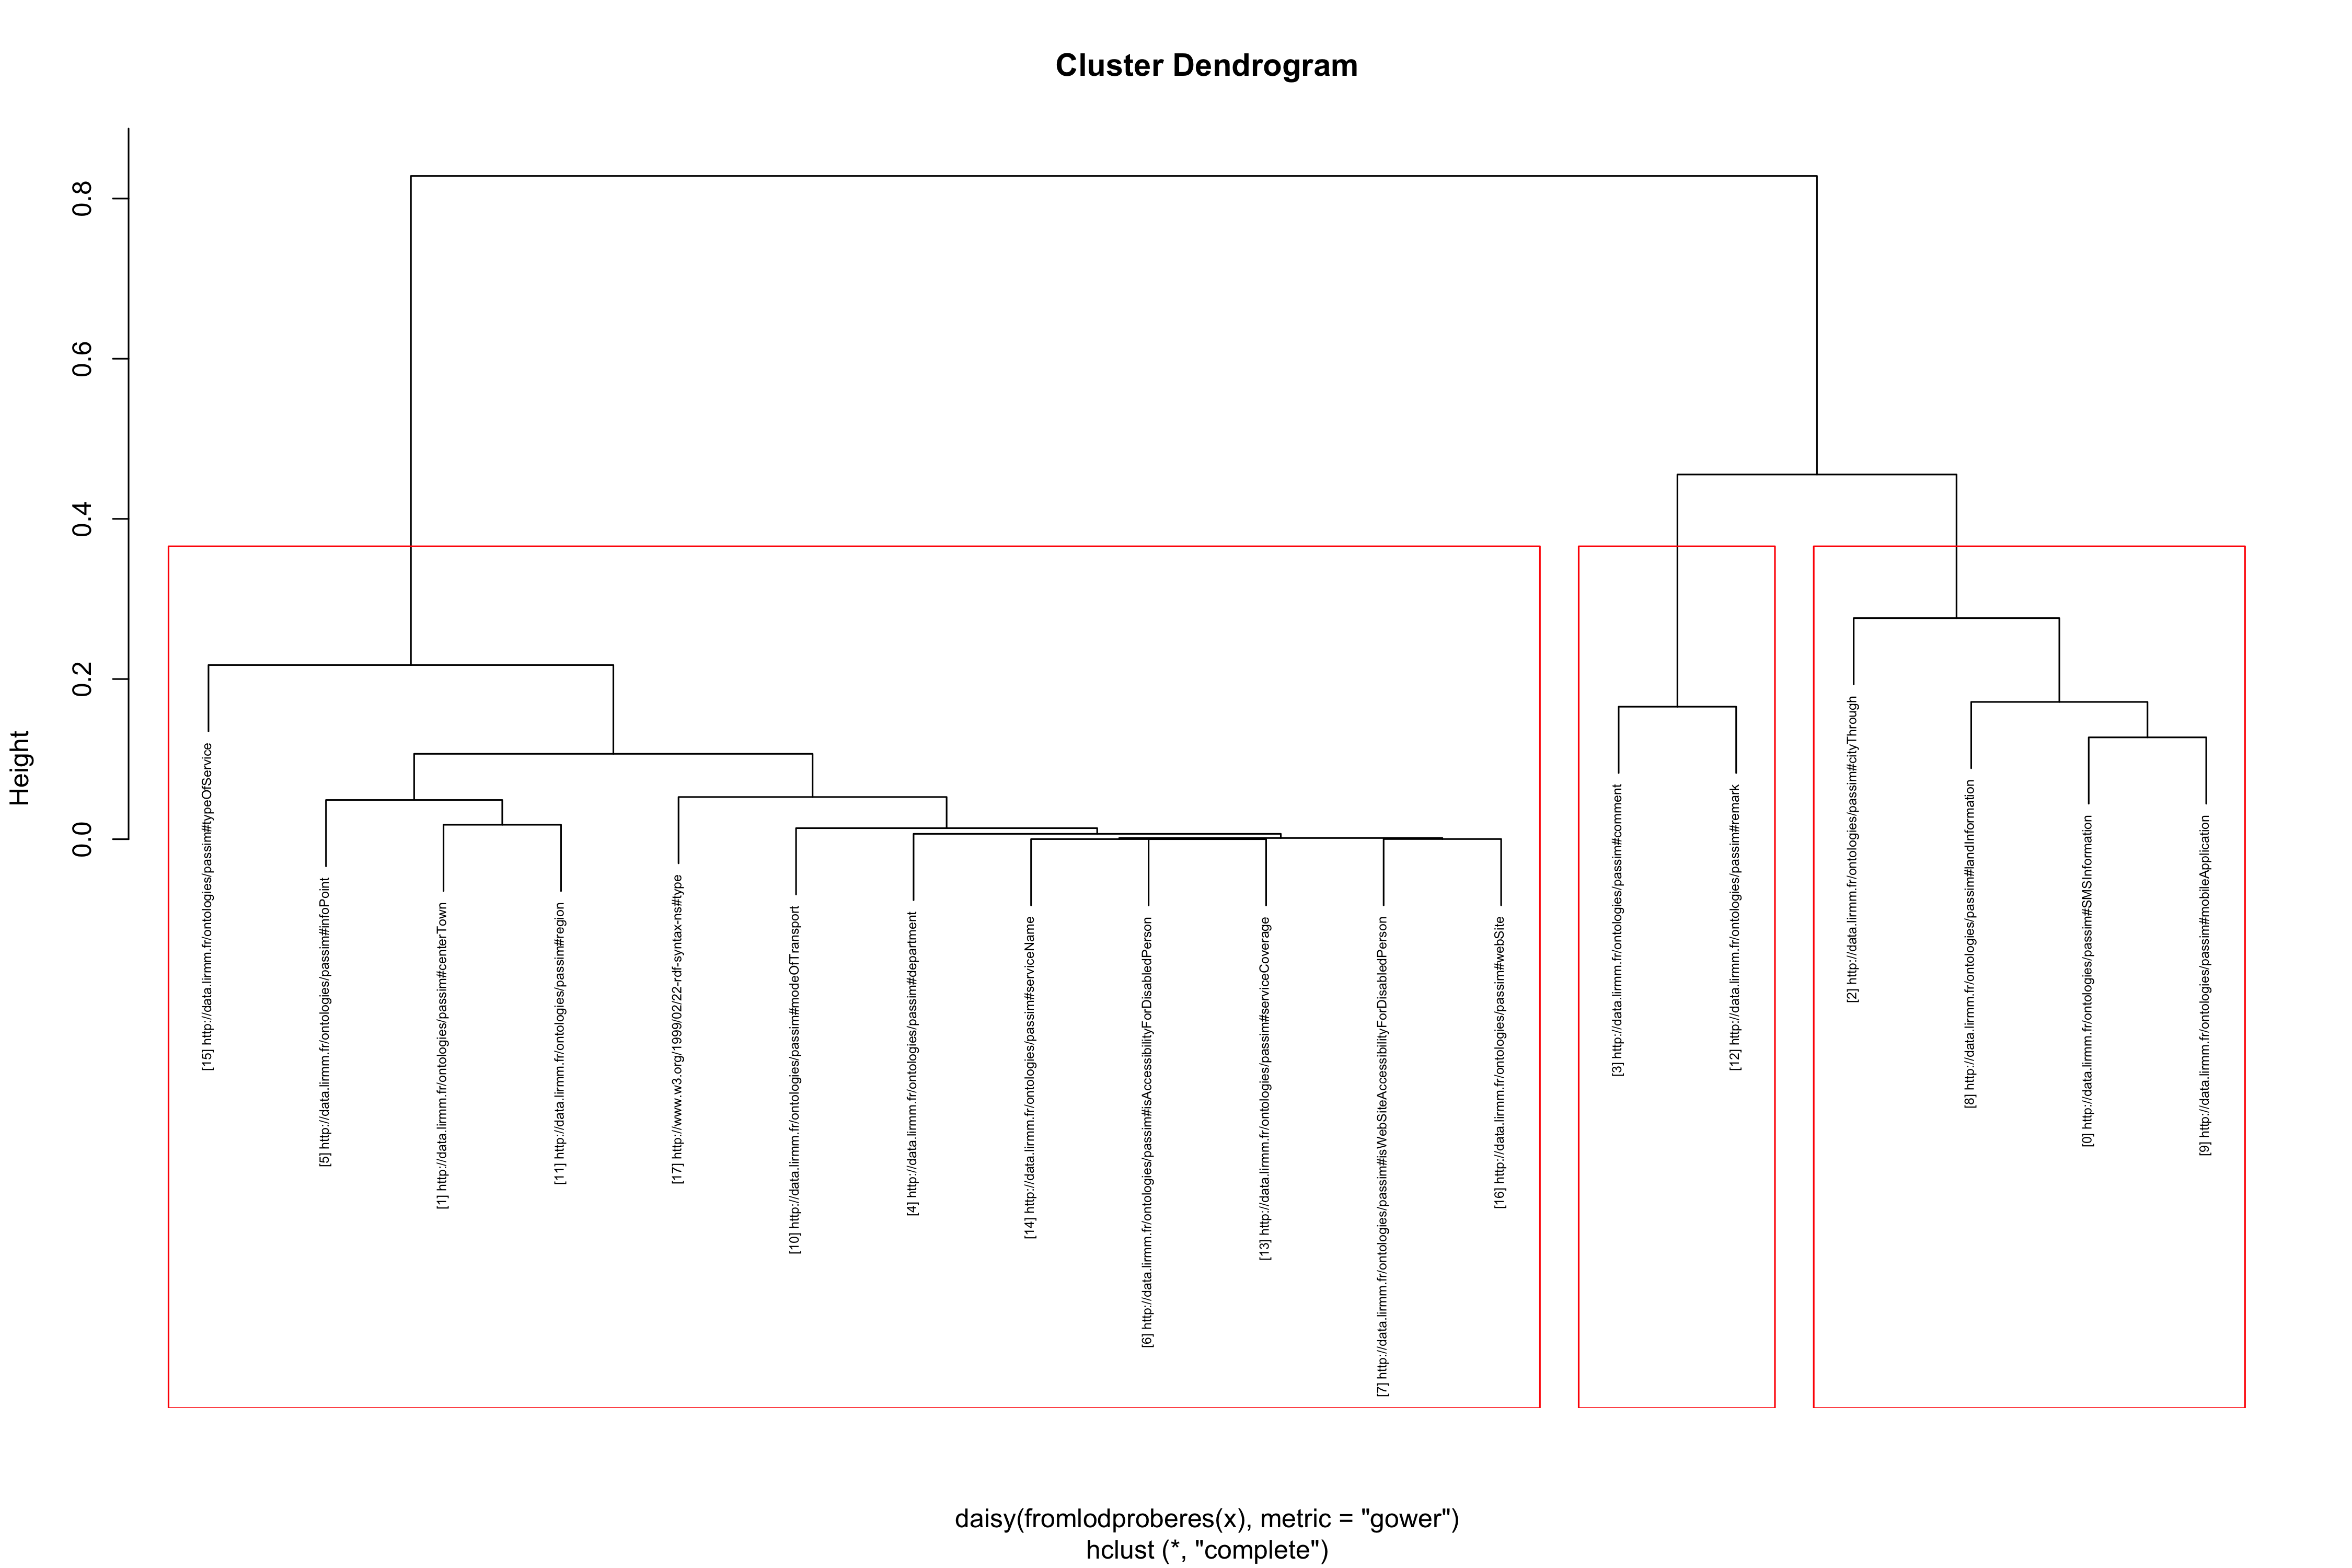 Cluster Dendrogram
Height
0.0
0.2
0.4
0.6
0.8
[15] http://data.lirmm.fr/ontologies/passim#typeOfService
[5] http://data.lirmm.fr/ontologies/passim#infoPoint
[1] http://data.lirmm.fr/ontologies/passim#centerTown
[11] http://data.lirmm.fr/ontologies/passim#region
[17] http://www.w3.org/1999/02/22-rdf-syntax-ns#type
[10] http://data.lirmm.fr/ontologies/passim#modeOfTransport
[4] http://data.lirmm.fr/ontologies/passim#department
[14] http://data.lirmm.fr/ontologies/passim#serviceName
[6] http://data.lirmm.fr/ontologies/passim#isAccessibilityForDisabledPerson
[13] http://data.lirmm.fr/ontologies/passim#serviceCoverage
[7] http://data.lirmm.fr/ontologies/passim#isWebSiteAccessibilityForDisabledPerson
[16] http://data.lirmm.fr/ontologies/passim#webSite
[3] http://data.lirmm.fr/ontologies/passim#comment
[12] http://data.lirmm.fr/ontologies/passim#remark
[2] http://data.lirmm.fr/ontologies/passim#cityThrough
[8] http://data.lirmm.fr/ontologies/passim#landInformation
[0] http://data.lirmm.fr/ontologies/passim#SMSInformation
[9] http://data.lirmm.fr/ontologies/passim#mobileApplication
daisy(fromlodproberes(x), metric = "gower")
hclust (*, "complete")